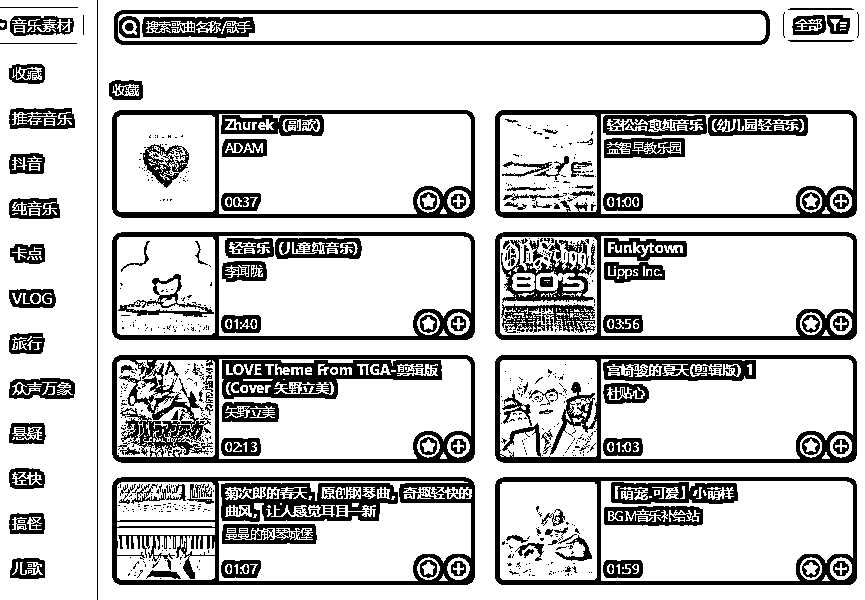 音乐素材
搜索歌曲名称/歌手
全部
收藏
推荐音乐
抖音
纯音乐
卡点
VLOG
旅行
众声万象
悬疑
轻快
搞怪
儿歌
收藏
Zhurek（副歌）
ADAM
00:37
轻松治愈纯音乐（幼儿园轻音乐）
益智早教乐园
01:00
轻音乐（儿童纯音乐）
李闻陇
01:40
Old School
80'S
Funkytown
Lipps Inc.
03:56
LOVE Theme From TIGA-剪辑版
(Cover 矢野立美)
矢野立美
02:13
宫崎骏的夏天(剪辑版) 1
杜贴心
01:03
菊次郎的春天，原创钢琴曲，奇趣轻快的
曲风，让人感觉耳目一新
曼曼的钢琴城堡
01:07
【萌宠.可爱】小萌样
BGM音乐补给站
01:59